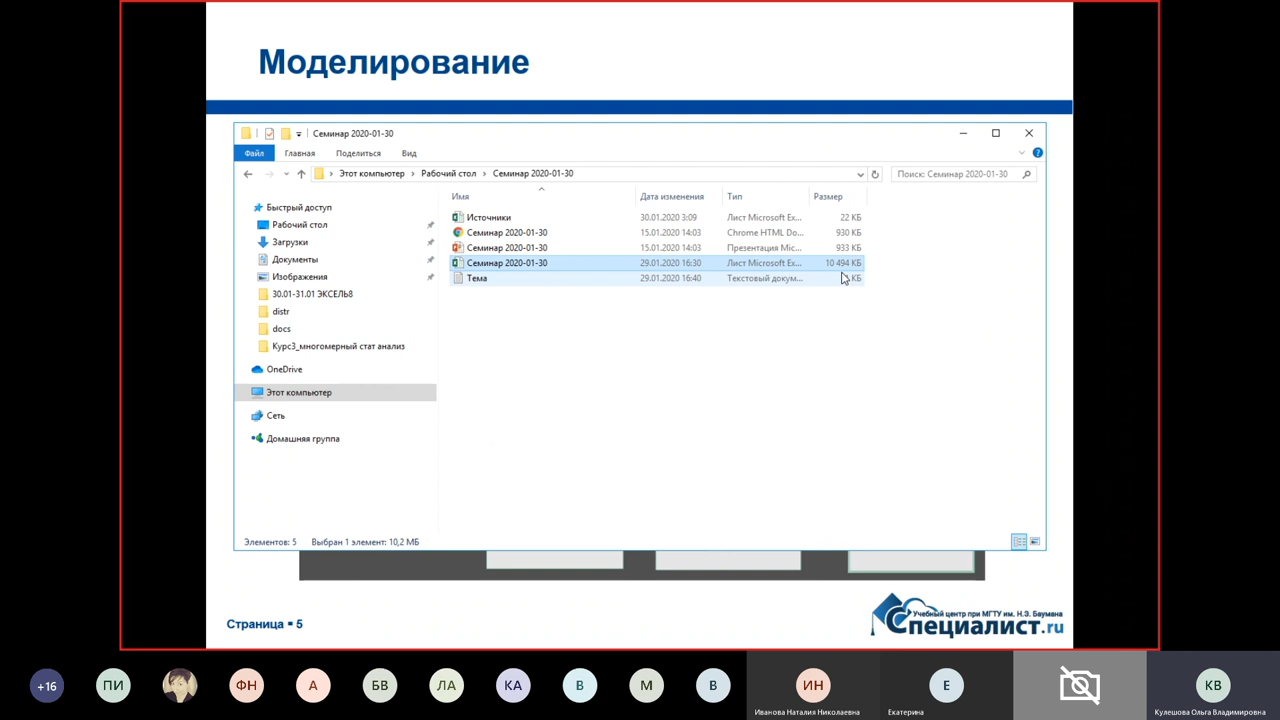 Моделирование
Семинар 2020-01-30
Файл Главная Поделиться Вид
Этот компьютер Рабочий стол Семинар 2020-01-30 Поиск: Семинар 2020-01-30
Имя Дата изменения Тип Размер
Быстрый доступ
Рабочий стол
Загрузки
Документы
Изображения
30.01-31.01 ЭКСЕЛЬ8
distr
docs
Курс3_многомерный стат анализ
OneDrive
Этот компьютер
Сеть
Домашняя группа
Источники 30.01.2020 3:09 Лист Microsoft Ex... 22 КБ
Семинар 2020-01-30 15.01.2020 14:03 Chrome HTML Do... 930 КБ
Семинар 2020-01-30 15.01.2020 14:03 Презентация Mic... 933 КБ
Семинар 2020-01-30 29.01.2020 16:30 Лист Microsoft Ex... 10 494 КБ
Тема 29.01.2020 16:40 Текстовый докум... КБ
Элементов: 5 Выбран 1 элемент: 10,2 МБ
Страница ▪ 5
Учебный центр при МГТУ им. Н.Э. Баумана
Специалист.ru
+16 ПИ ФН А БВ ЛА КА В М В ИН Е КВ
Иванова Наталия Николаевна Екатерина Кулешова Ольга Владимировна